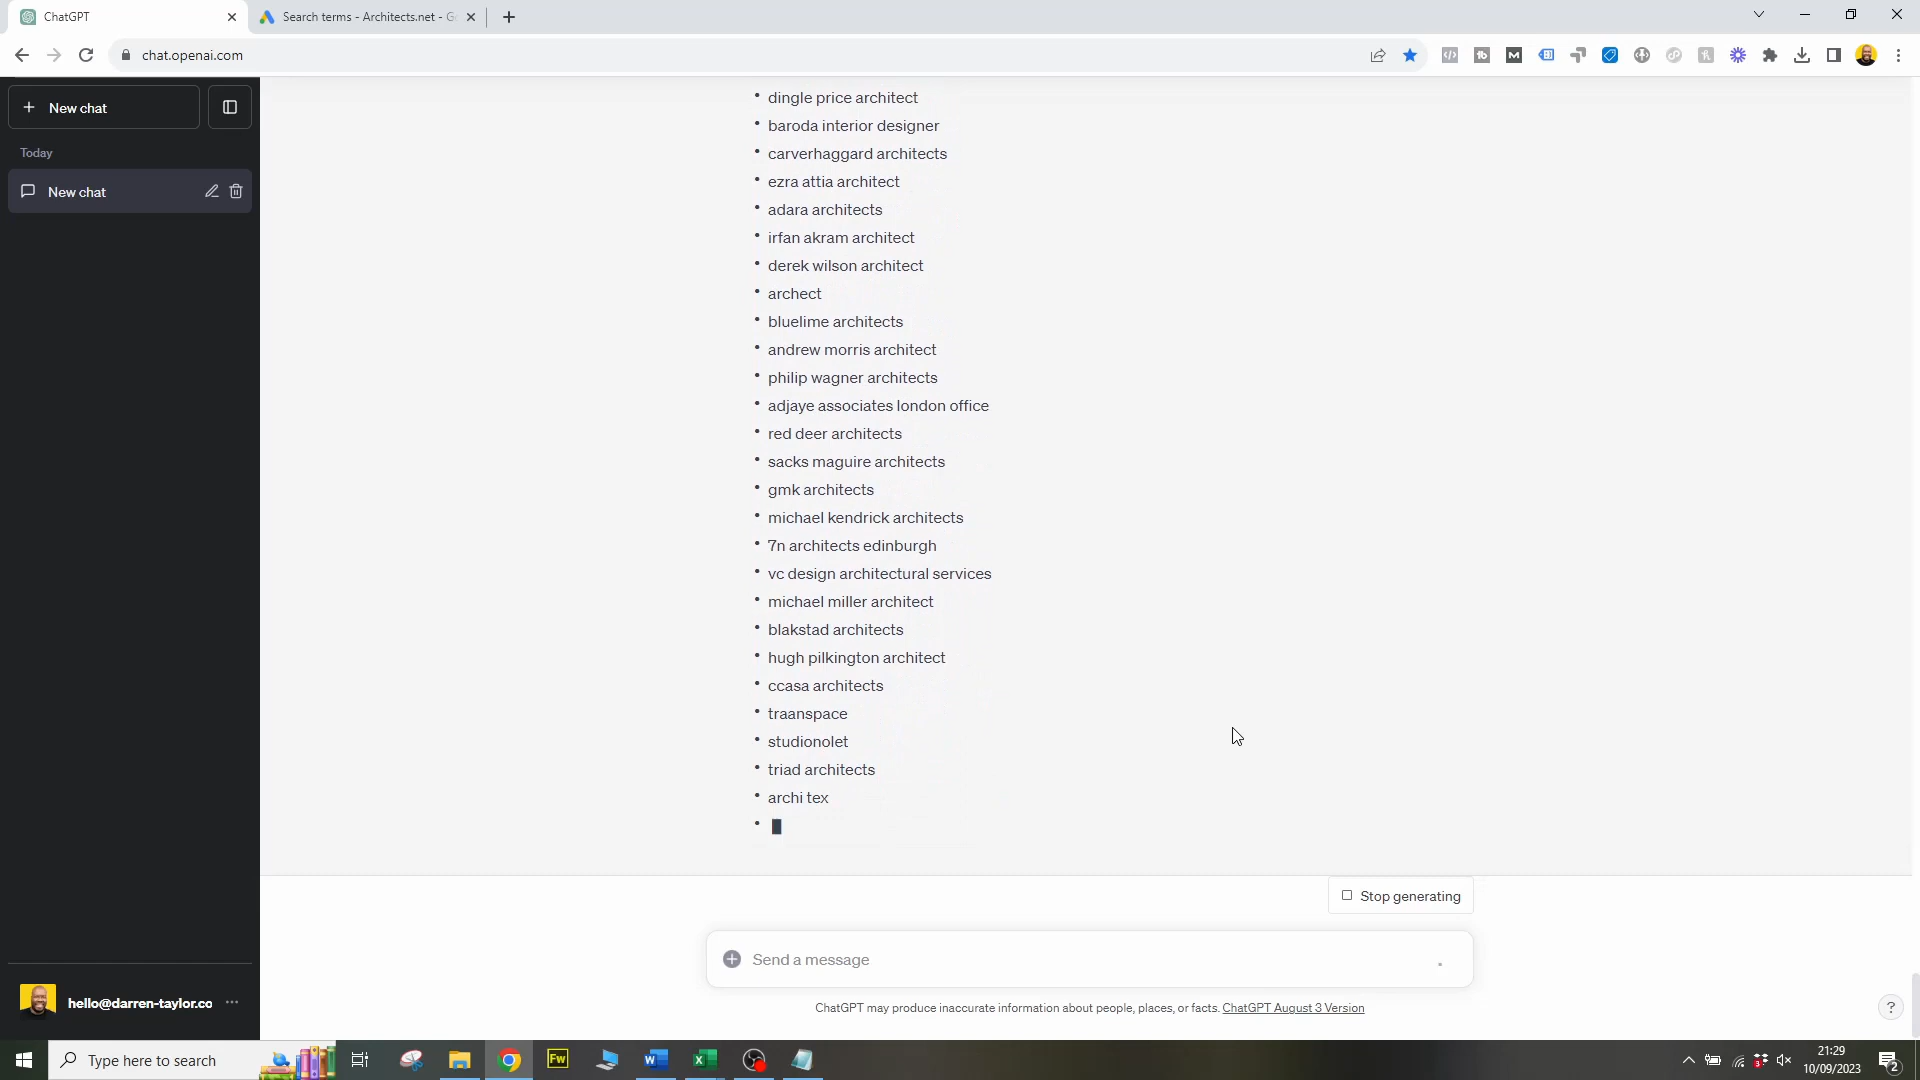 ChatGPT
Search terms - Architects.net - G
chat.openai.com
New chat
Today
New chat
• dingle price architect
• baroda interior designer
• carverhaggard architects
• ezra attia architect
• adara architects
• irfan akram architect
• derek wilson architect
• archect
• bluelime architects
• andrew morris architect
• philip wagner architects
• adjaye associates london office
• red deer architects
• sacks maguire architects
• gmk architects
• michael kendrick architects
• 7n architects edinburgh
• vc design architectural services
• michael miller architect
• blakstad architects
• hugh pilkington architect
• ccasa architects
• traanspace
• studionolet
• triad architects
• archi tex
Stop generating
Send a message
hello@darren-taylor.co
ChatGPT may produce inaccurate information about people, places, or facts. ChatGPT August 3 Version
?
Type here to search
Fw
21:29
10/09/2023
2